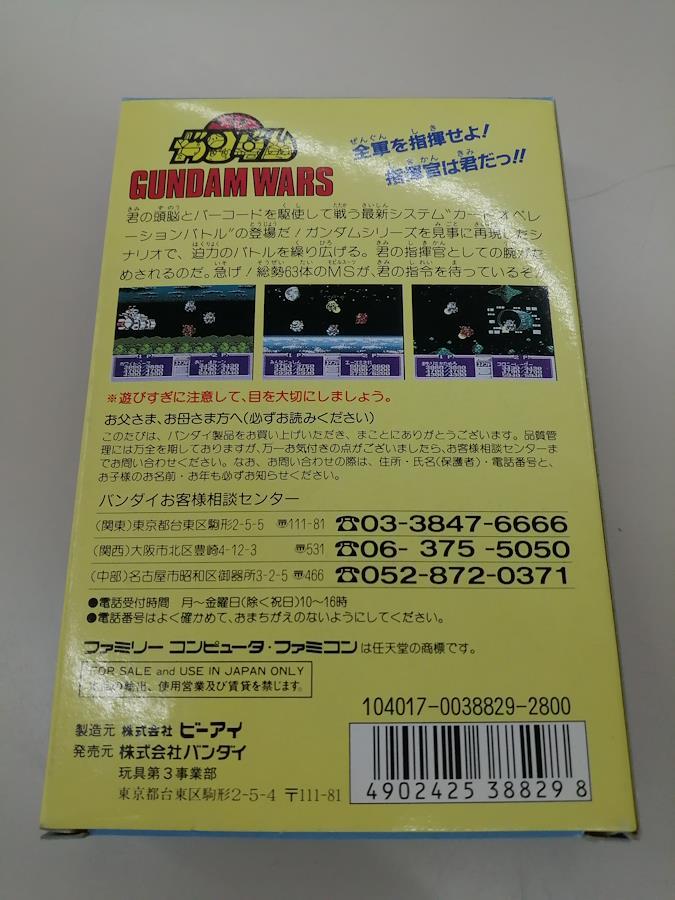 ガンダム
GUNDAM WARS
全軍を指揮せよ!
指揮官は君だっ!!
君の頭脳とバーコードを駆使して戦う最新システム"カードオペレ
ーションバトル"の登場だ!ガンダムシリーズを見事に再現したシ
ナリオで、迫力のバトルを繰り広げる。君の指揮官としての腕が
めされるのだ。急げ!総勢63体のMSが、君の指令を待っているぞ!!
※遊びすぎに注意して、目を大切にしましょう。
お父さま、お母さま方へ(必ずお読みください)
このたびは、バンダイ製品をお買い上げいただき、まことにありがとうございます。品質管
理には万全を期しておりますが、万一お気付きの点がございましたら、お客様相談センターま
でお問い合わせください。なお、お問い合わせの際は、住所・氏名(保護者)・電話番号と、
お子様のお名前・お年も必ずお知らせください。
バンダイお客様相談センター
(関東)東京都台東区駒形2-5-5 〒111-81 ☎03-3847-6666
(関西)大阪市北区豊崎4-12-3 〒531 ☎06-375-5050
(中部)名古屋市昭和区御器所3-2-5 〒466 ☎052-872-0371
●電話受付時間 月〜金曜日(除く祝日)10〜16時
●電話番号はよく確かめて、おまちがえのないようにしてください。
ファミリーコンピュータ・ファミコンは任天堂の商標です。
FOR SALE and USE IN JAPAN ONLY
の輸出、使用営業及び賃貸を禁じます。
104017-0038829-2800
製造元 株式会社 ビーアイ
発売元 株式会社バンダイ
玩具第3事業部
東京都台東区駒形2-5-4 〒111-81
4902425388298